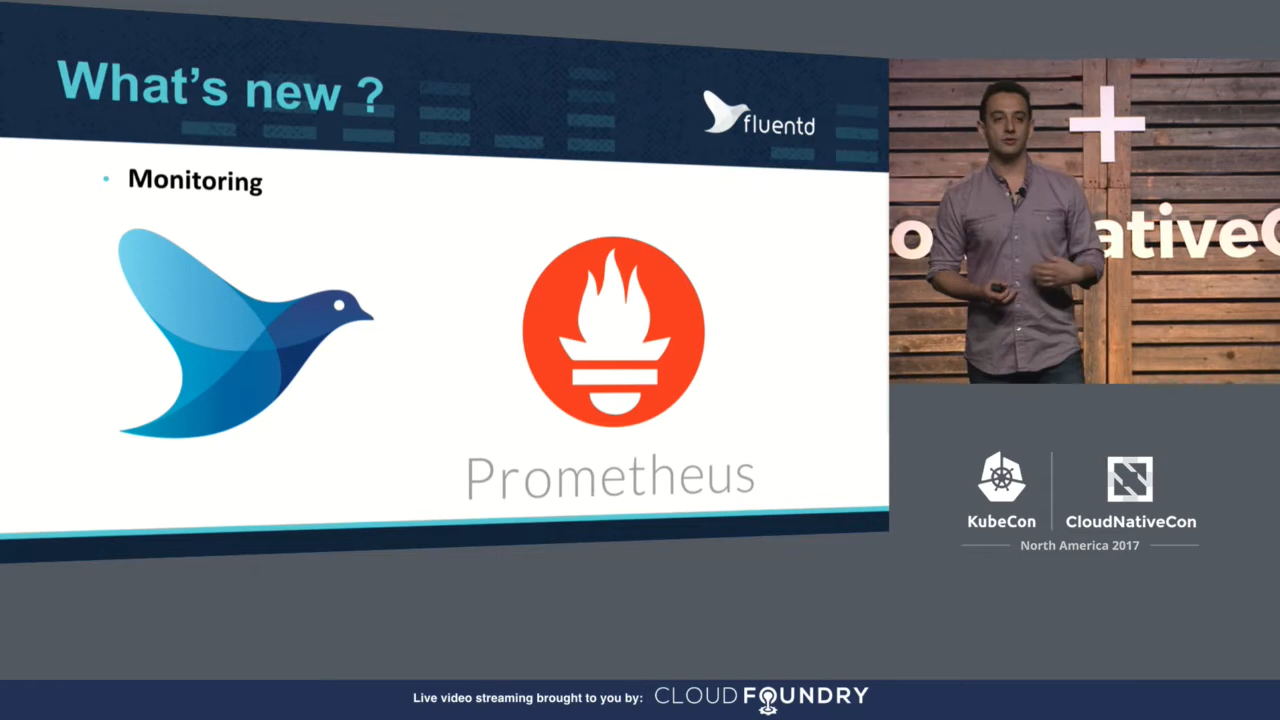 What's new ?
fluentd
• Monitoring
Prometheus
o
ativeC
KubeCon
CloudNativeCon
North America 2017
Live video streaming brought to you by: CLOUD FOUNDRY